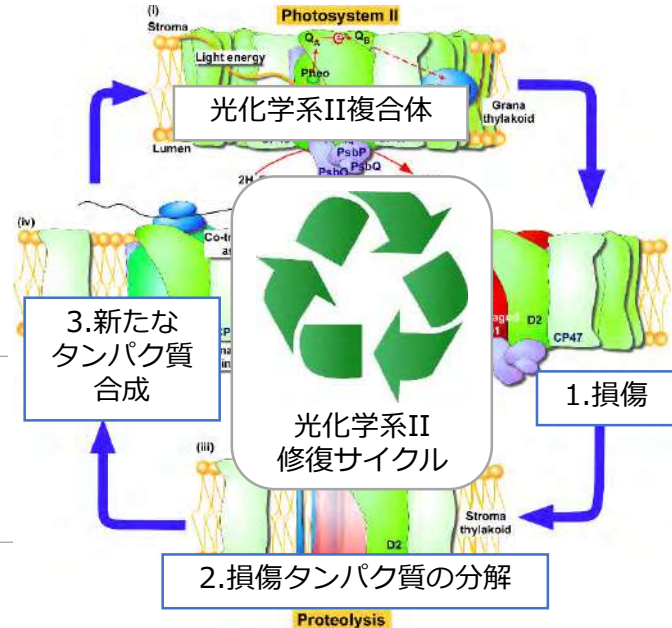 (i)
Photosystem II
Stroma
QA
e
QB
Light energy
Pheo
光化学系II複合体
Grana
thylakoid
Lumen
PsbP
PsbQ
(iv)
3.新たな
タンパク質
合成
D2
CP47
1.損傷
光化学系II
修復サイクル
(iii)
D2
Stroma
thylakoid
2.損傷タンパク質の分解
Proteolysis